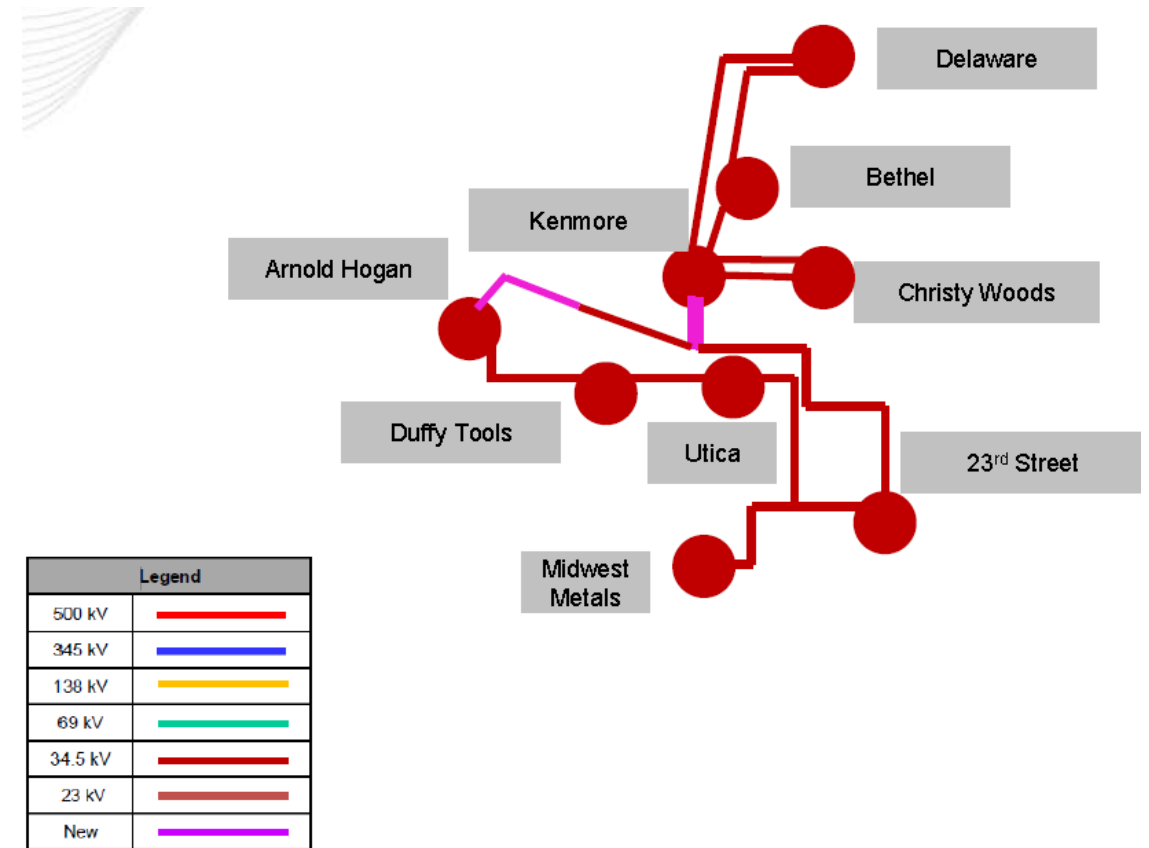 Delaware
Bethel
Kenmore
Arnold Hogan
Christy Woods
Duffy Tools
Utica
23rd Street
Midwest
Metals
Legend
500 kV
345 kV
138 kV
69 kV
34.5 kV
23 kV
New